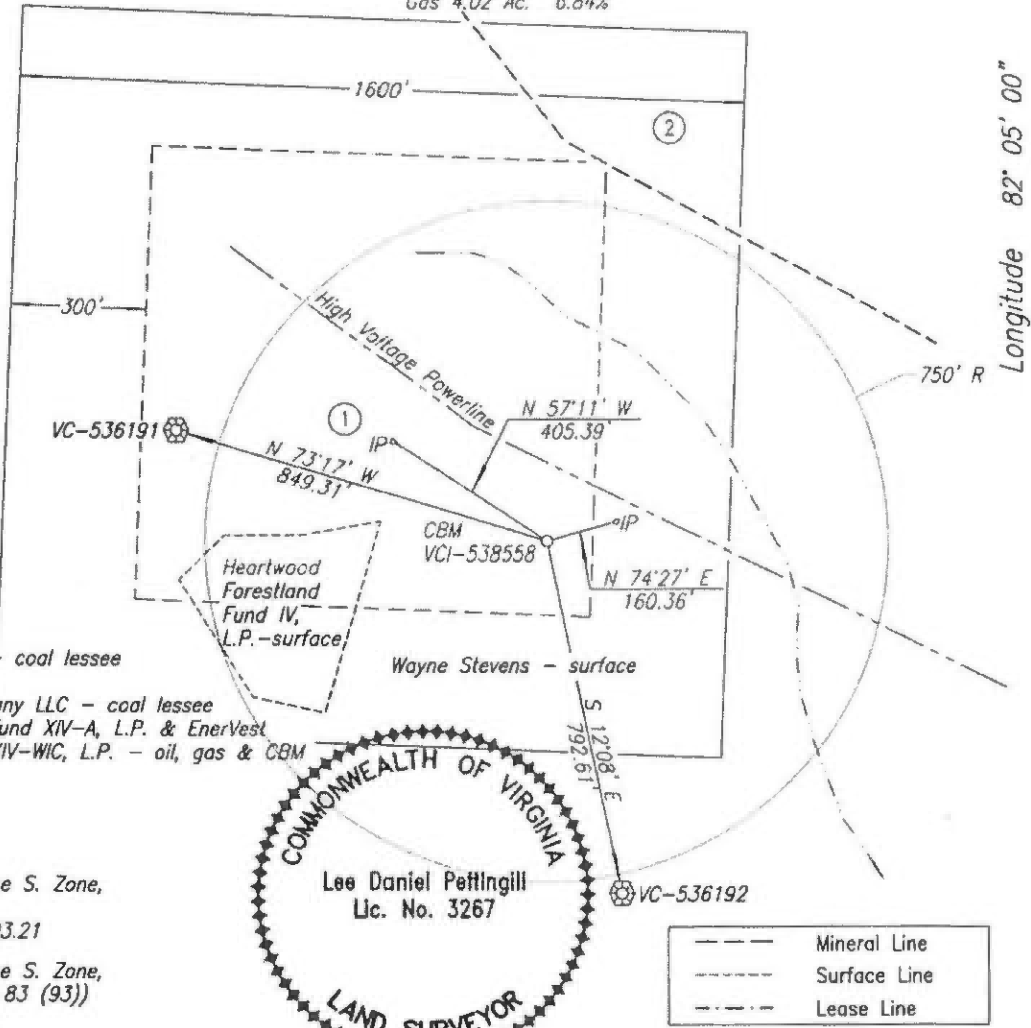 Gas 4.02 Ac. 6.84%
1600'
2
Longitude 82° 05' 00"
300'
High Voltage Powerline
750' R
VC-536191
1
IP
N 57°11' W
405.39'
N 73°17' W
849.31'
CBM
VCI-538558
IP
N 74°27' E
160.36'
Heartwood
Forestland
Fund IV,
L.P.-surface
Wayne Stevens - surface
- coal lessee
any LLC - coal lessee
Fund XIV-A, L.P. & EnerVest
XIV-WIC, L.P. - oil, gas & CBM
S 12°08' E
792.61'
COMMONWEALTH OF VIRGINIA
Lee Daniel Pettingill
Lic. No. 3267
LAND SURVEYOR
VC-536192
e S. Zone,
03.21
e S. Zone,
83 (93))
Mineral Line
Surface Line
Lease Line